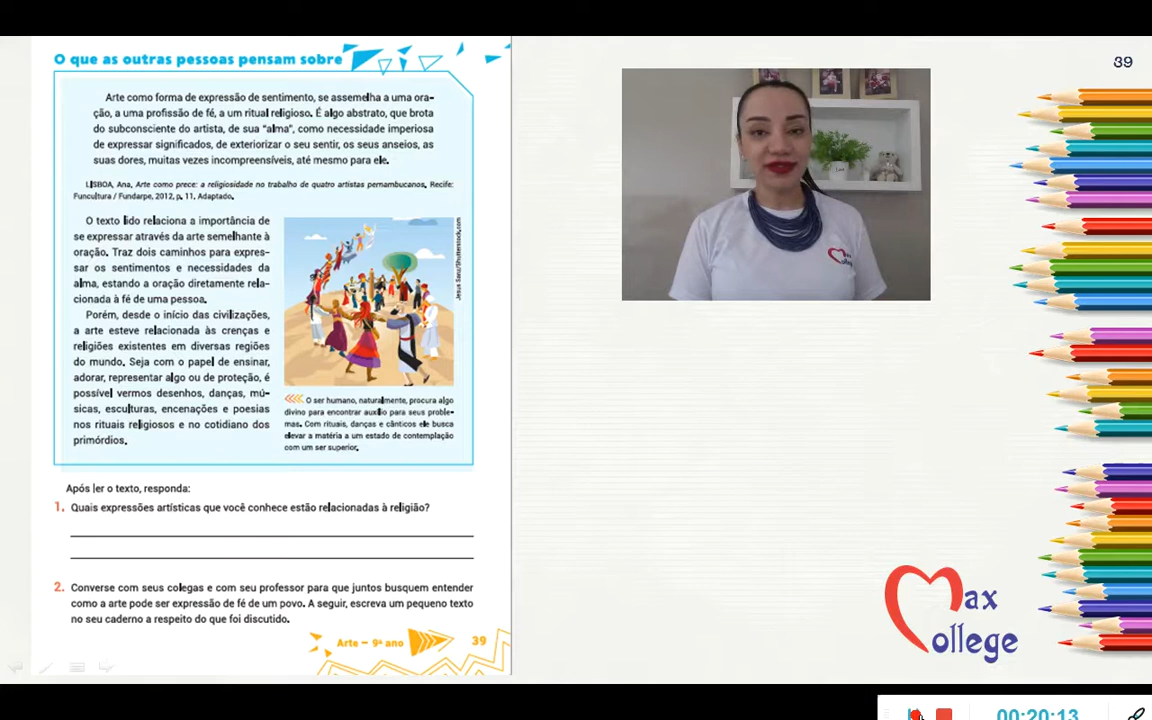 O que as outras pessoas pensam sobre
39
Arte como forma de expressão de sentimento, se assemelha a uma ora-
ção, a uma profissão de fé, a um ritual religioso. É algo abstrato, que brota
do subconsciente do artista, de sua “alma”, como necessidade imperiosa
de expressar significados, de exteriorizar o seu sentir, os seus anseios, as
suas dores, muitas vezes incompreensíveis, até mesmo para ele.
LISBOA, Ana, Arte como prece: a religiosidade no trabalho de quatro artistas pernambucanos. Recife:
Funcultura / Fundarpe, 2012, p. 11. Adaptado.
O texto lido relaciona a importância de
se expressar através da arte semelhante à
oração. Traz dois caminhos para expres-
sar os sentimentos e necessidades da
alma, estando a oração diretamente rela-
cionada à fé de uma pessoa.
Porém, desde o início das civilizações,
a arte esteve relacionada às crenças e
religiões existentes em diversas regiões
do mundo. Seja com o papel de ensinar,
adorar, representar algo ou de proteção, é
possível vermos desenhos, danças, mú-
sicas, esculturas, encenações e poesias
nos rituais religiosos e no cotidiano dos
primórdios.
Jesus Sanz/Shutterstock.com
O ser humano, naturalmente, procura algo
divino para encontrar auxílio para seus proble-
mas. Com rituais, danças e cânticos ele busca
elevar a matéria a um estado de contemplação
com um ser superior.
Após ler o texto, responda:
1. Quais expressões artísticas que você conhece estão relacionadas à religião?
2. Converse com seus colegas e com seu professor para que juntos busquem entender
como a arte pode ser expressão de fé de um povo. A seguir, escreva um pequeno texto
no seu caderno a respeito do que foi discutido.
Arte – 9º ano
39
Max
College
00:20:13